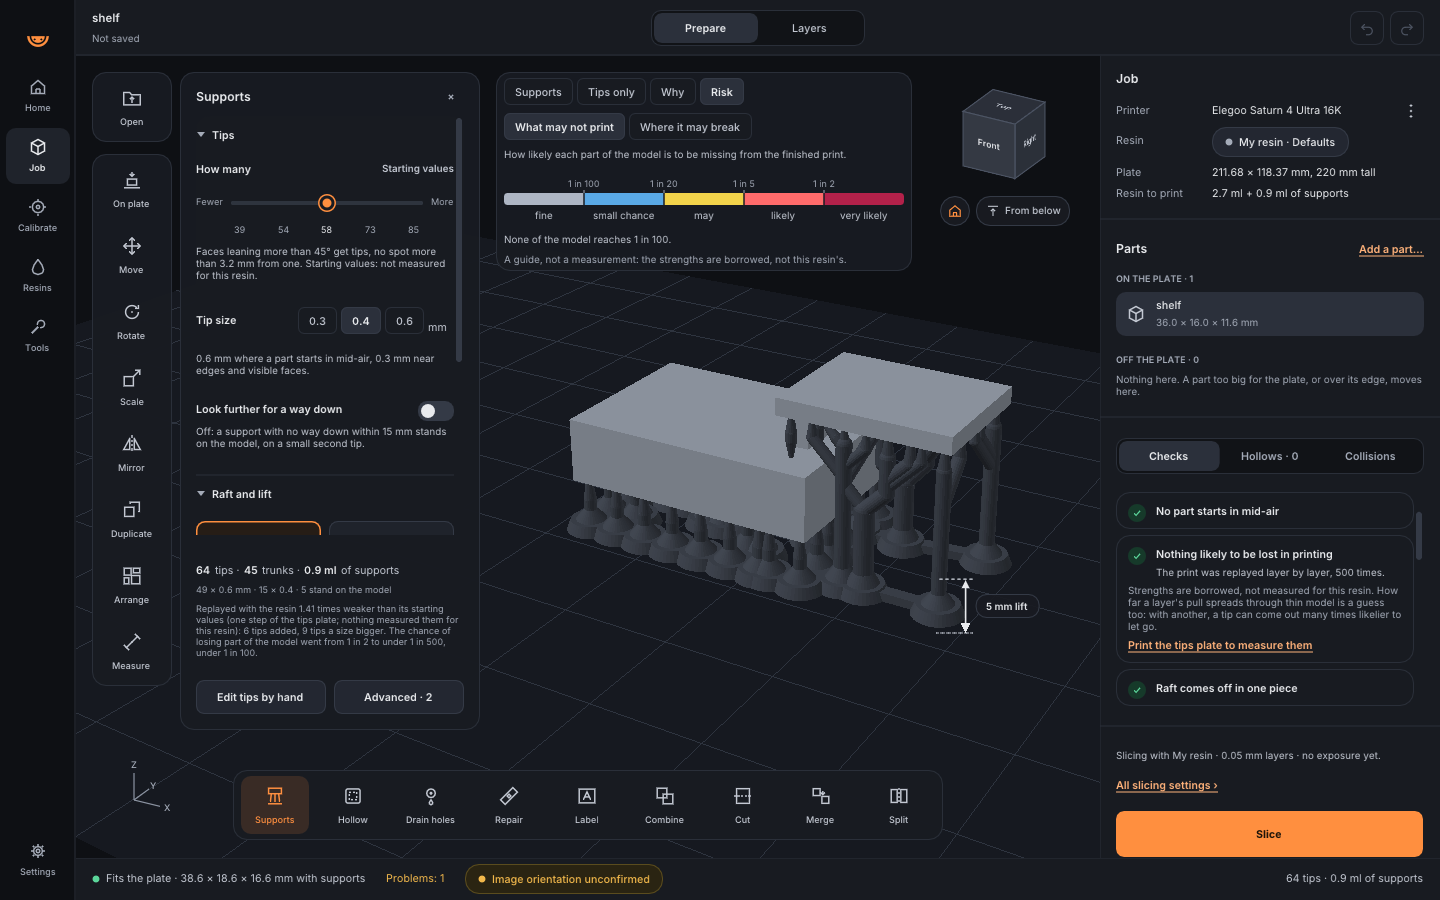 shelf
Not saved
Prepare
Layers
Home
Job
Calibrate
Resins
Tools
Settings
Open
On plate
Move
Rotate
Scale
Mirror
Duplicate
Arrange
Measure
Supports
×
Tips
How many
Starting values
Fewer
More
39 54 58 73 85
Faces leaning more than 45° get tips, no spot more
than 3.2 mm from one. Starting values: not measured
for this resin.
Tip size
0.3 0.4 0.6 mm
0.6 mm where a part starts in mid-air, 0.3 mm near
edges and visible faces.
Look further for a way down
Off: a support with no way down within 15 mm stands
on the model, on a small second tip.
Raft and lift
64 tips · 45 trunks · 0.9 ml of supports
49 × 0.6 mm · 15 × 0.4 · 5 stand on the model
Replayed with the resin 1.41 times weaker than its starting
values (one step of the tips plate; nothing measured them for
this resin): 6 tips added, 9 tips a size bigger. The chance of
losing part of the model went from 1 in 2 to under 1 in 500,
under 1 in 100.
Edit tips by hand
Advanced · 2
Supports
Tips only
Why
Risk
What may not print
Where it may break
How likely each part of the model is to be missing from the finished print.
1 in 100 1 in 20 1 in 5 1 in 2
fine small chance may likely very likely
None of the model reaches 1 in 100.
A guide, not a measurement: the strengths are borrowed, not this resin's.
Top
Front
Right
From below
5 mm lift
Z
Y
X
Supports
Hollow
Drain holes
Repair
Label
Combine
Cut
Merge
Split
Job
Printer Elegoo Saturn 4 Ultra 16K
Resin My resin · Defaults
Plate 211.68 × 118.37 mm, 220 mm tall
Resin to print 2.7 ml + 0.9 ml of supports
Parts
Add a part...
ON THE PLATE · 1
shelf
36.0 × 16.0 × 11.6 mm
OFF THE PLATE · 0
Nothing here. A part too big for the plate, or over its edge, moves
here.
Checks
Hollows · 0
Collisions
No part starts in mid-air
Nothing likely to be lost in printing
The print was replayed layer by layer, 500 times.
Strengths are borrowed, not measured for this resin. How
far a layer's pull spreads through thin model is a guess
too: with another, a tip can come out many times likelier to
let go.
Print the tips plate to measure them
Raft comes off in one piece
Slicing with My resin · 0.05 mm layers · no exposure yet.
All slicing settings ›
Slice
Fits the plate · 38.6 × 18.6 × 16.6 mm with supports
Problems: 1
Image orientation unconfirmed
64 tips · 0.9 ml of supports